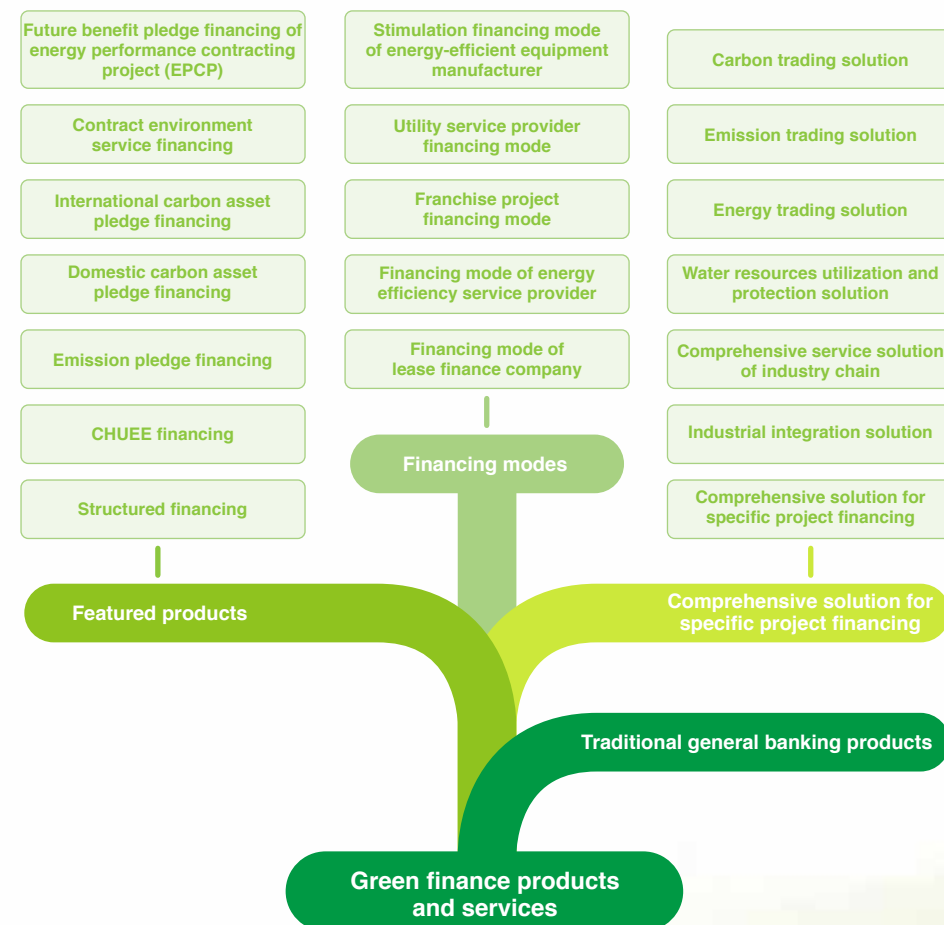 Future benefit pledge financing of
energy performance contracting
project (EPCP)
Contract environment
service financing
International carbon asset
pledge financing
Domestic carbon asset
pledge financing
Emission pledge financing
CHUEE financing
Structured financing
Featured products
Stimulation financing mode
of energy-efficient equipment
manufacturer
Utility service provider
financing mode
Franchise project
financing mode
Financing mode of energy
efficiency service provider
Financing mode of
lease finance company
Financing modes
Carbon trading solution
Emission trading solution
Energy trading solution
Water resources utilization and
protection solution
Comprehensive service solution
of industry chain
Industrial integration solution
Comprehensive solution for
specific project financing
Comprehensive solution for
specific project financing
Traditional general banking products
Green finance products
and services